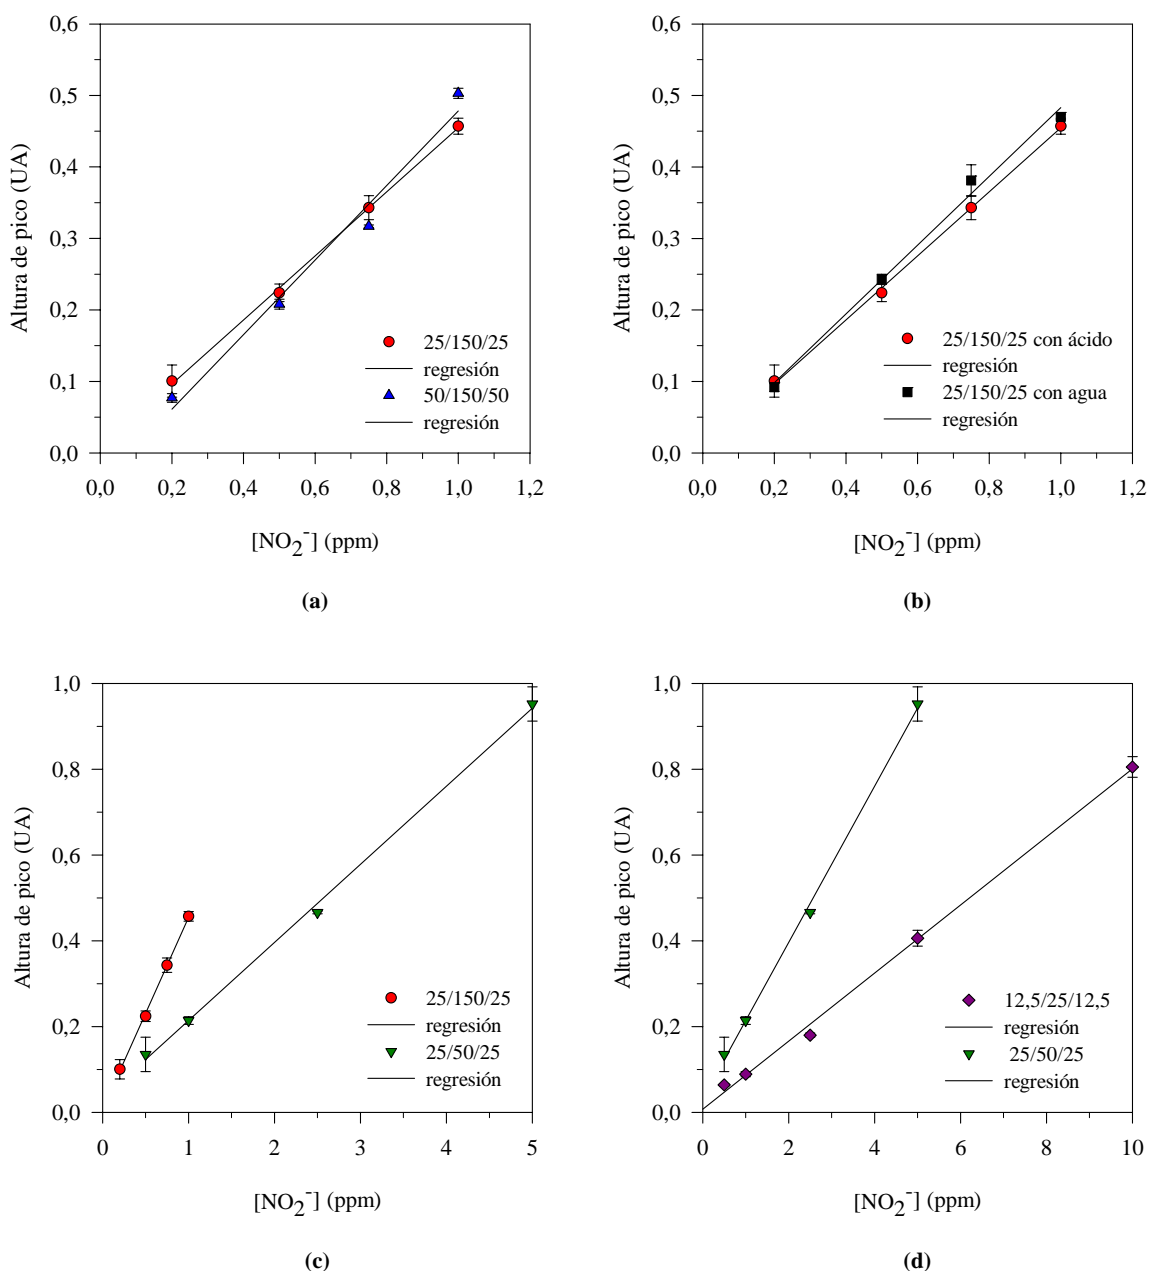 0,6
0,5
0,4
0,3
0,2
0,1
0,0
Altura de pico (UA)
25/150/25
regresión
50/150/50
regresión
0,0 0,2 0,4 0,6 0,8 1,0 1,2
[NO2-] (ppm)
(a)
0,6
0,5
0,4
0,3
0,2
0,1
0,0
Altura de pico (UA)
25/150/25 con ácido
regresión
25/150/25 con agua
regresión
0,0 0,2 0,4 0,6 0,8 1,0 1,2
[NO2-] (ppm)
(b)
1,0
0,8
0,6
0,4
0,2
0,0
Altura de pico (UA)
25/150/25
regresión
25/50/25
regresión
0 1 2 3 4 5
[NO2-] (ppm)
(c)
1,0
0,8
0,6
0,4
0,2
0,0
Altura de pico (UA)
12,5/25/12,5
regresión
25/50/25
regresión
0 2 4 6 8 10
[NO2-] (ppm)
(d)